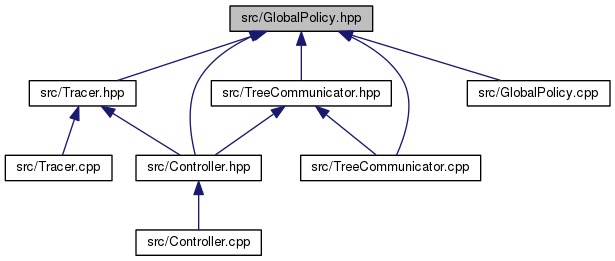 src/GlobalPolicy.hpp
src/Tracer.hpp
src/TreeCommunicator.hpp
src/GlobalPolicy.cpp
src/Tracer.cpp
src/Controller.hpp
src/TreeCommunicator.cpp
src/Controller.cpp